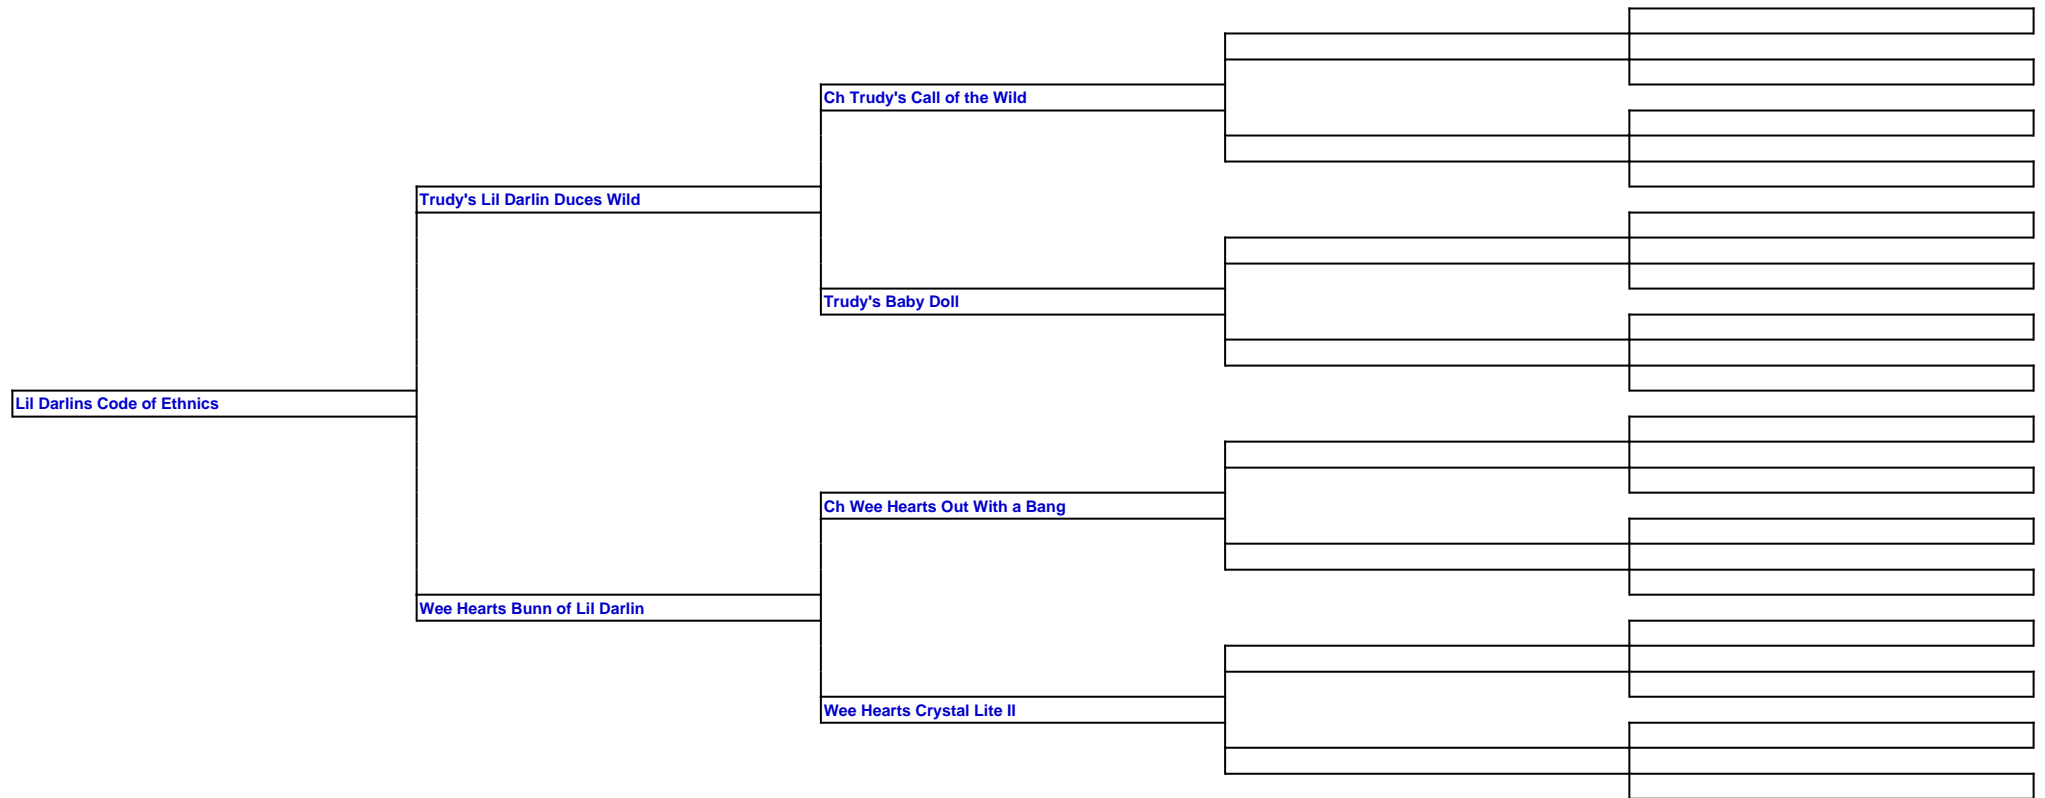 Ch Trudy's Call of the Wild
Trudy's Lil Darlin Duces Wild
Trudy's Baby Doll
Lil Darlins Code of Ethnics
Ch Wee Hearts Out With a Bang
Wee Hearts Bunn of Lil Darlin
Wee Hearts Crystal Lite II